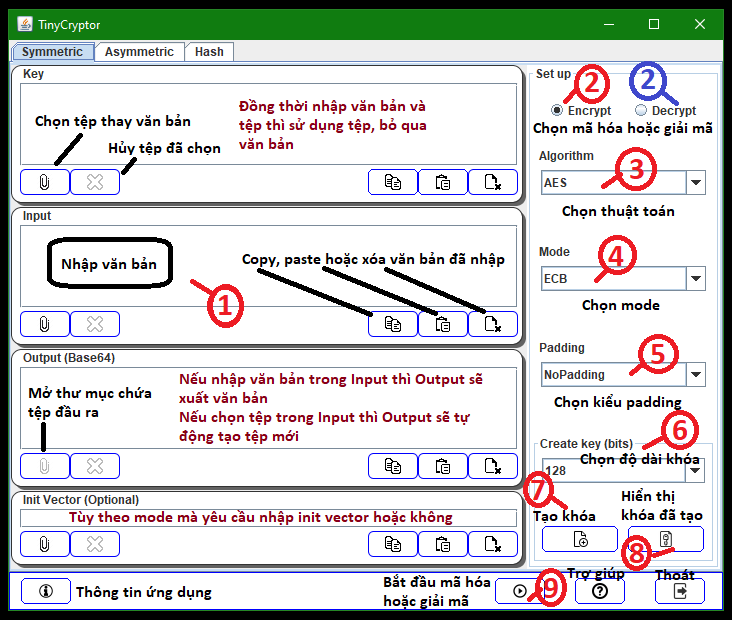 TinyCryptor
Symmetric
Asymmetric
Hash
Key
Chọn tệp thay văn bản
Hủy tệp đã chọn
Đồng thời nhập văn bản và
tệp thì sử dụng tệp, bỏ qua
văn bản
Input
Nhập văn bản
1
Copy, paste hoặc xóa văn bản đã nhập
Output (Base64)
Mở thư mục chứa
tệp đầu ra
Nếu nhập văn bản trong Input thì Output sẽ
xuất văn bản
Nếu chọn tệp trong Input thì Output sẽ tự
động tạo tệp mới
Init Vector (Optional)
Tùy theo mode mà yêu cầu nhập init vector hoặc không
Set up
2
2
Encrypt
Decrypt
Chọn mã hóa hoặc giải mã
Algorithm
3
AES
Chọn thuật toán
Mode
4
ECB
Chọn mode
Padding
5
NoPadding
Chọn kiểu padding
6
Create key (bits)
Chọn độ dài khóa
128
7
Tạo khóa
Hiển thị
khóa đã tạo
8
Thông tin ứng dụng
Bắt đầu mã hóa
hoặc giải mã
9
Trợ giúp
Thoát